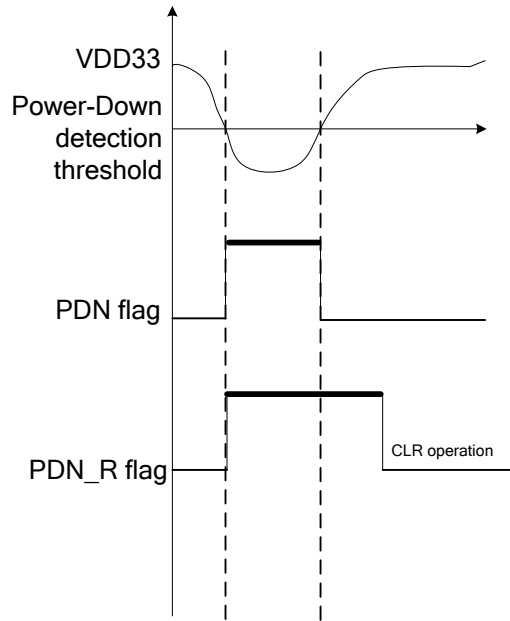 VDD33
Power-Down
detection
threshold
PDN flag
PDN_R flag
CLR operation